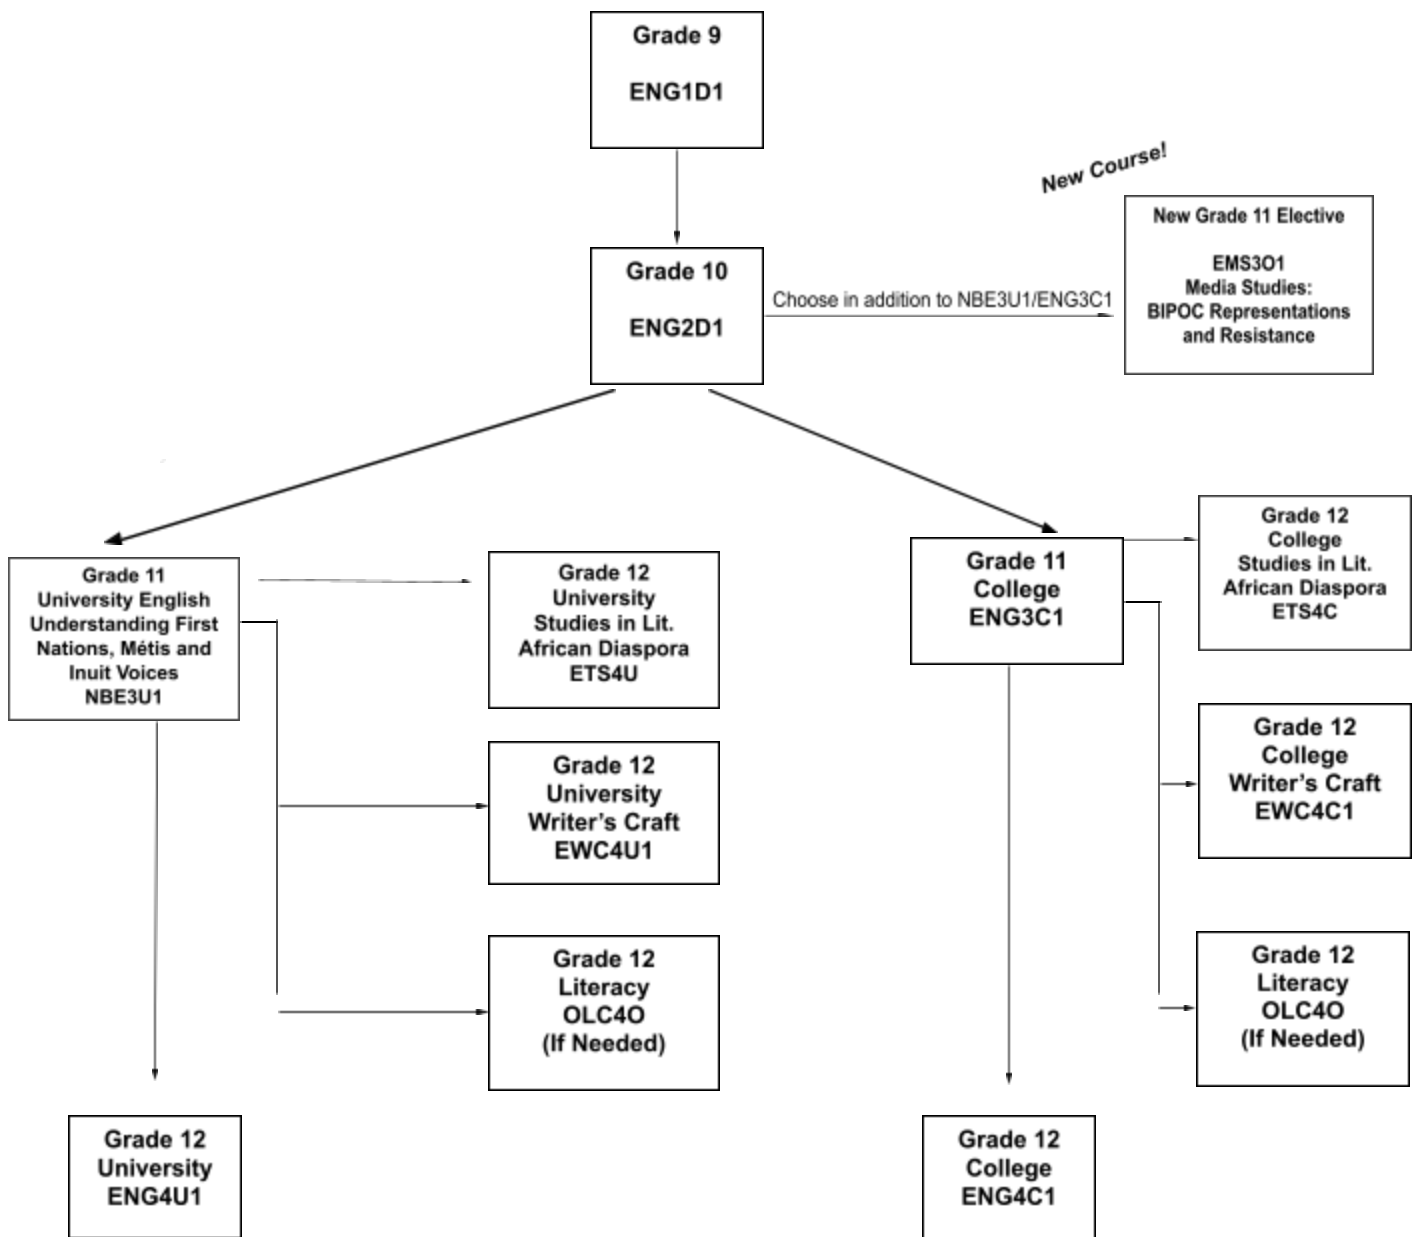 Grade 9
ENG1D1
New Course!
New Grade 11 Elective
EMS3O1
Media Studies:
BIPOC Representations
and Resistance
Grade 10
ENG2D1
Choose in addition to NBE3U1/ENG3C1
Grade 11
University English
Understanding First
Nations, Métis and
Inuit Voices
NBE3U1
Grade 12
University
Studies in Lit.
African Diaspora
ETS4U
Grade 11
College
ENG3C1
Grade 12
College
Studies in Lit.
African Diaspora
ETS4C
Grade 12
University
Writer's Craft
EWC4U1
Grade 12
College
Writer's Craft
EWC4C1
Grade 12
Literacy
OLC4O
(If Needed)
Grade 12
Literacy
OLC4O
(If Needed)
Grade 12
University
ENG4U1
Grade 12
College
ENG4C1